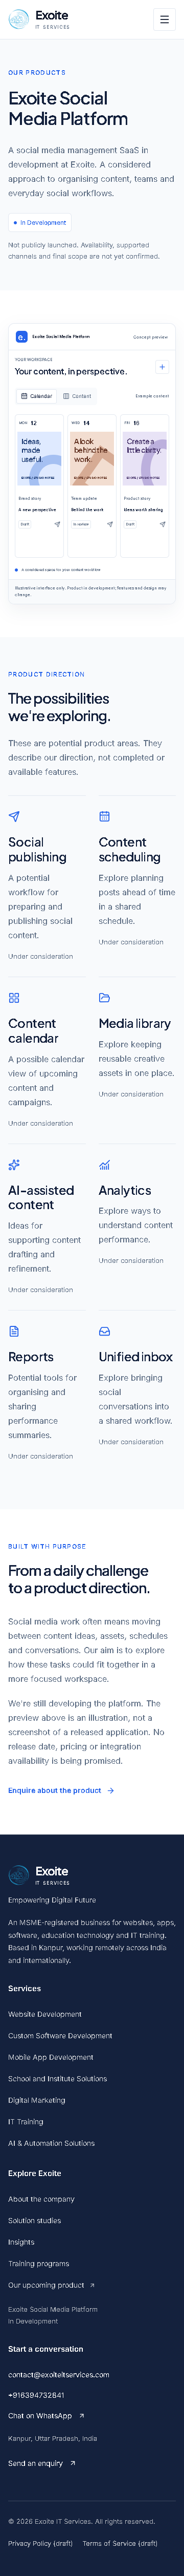 Exoite
IT SERVICES
OUR PRODUCTS
Exoite Social
Media Platform
A social media management SaaS in
development at Exoite. A considered
approach to organising content, teams and
everyday social workflows.
In Development
Not publicly launched. Availability, supported
channels and final scope are not yet confirmed.
e.
Exoite Social Media Platform
Concept preview
YOUR WORKSPACE
Your content, in perspective.
+
Calendar
Content
Example content
MON 12
WED 14
FRI 16
Ideas,
made
useful.
A look
behind the
work.
Create a
little clarity.
Brand story
Team update
Product story
A new perspective
Behind the work
Ideas worth sharing
Draft
In review
Draft
A considered space for your content workflow.
Illustrative interface only. Product in development; features and design may
change.
PRODUCT DIRECTION
The possibilities
we're exploring.
These are potential product areas. They
describe our direction, not completed or
available features.
Social
publishing
A potential
workflow for
preparing and
publishing social
content.
Under consideration
Content
scheduling
Explore planning
posts ahead of time
in a shared
schedule.
Under consideration
Content
calendar
A possible calendar
view of upcoming
content and
campaigns.
Under consideration
Media library
Explore keeping
reusable creative
assets in one place.
Under consideration
AI-assisted
content
Ideas for
supporting content
drafting and
refinement.
Under consideration
Analytics
Explore ways to
understand content
performance.
Under consideration
Reports
Potential tools for
organising and
sharing
performance
summaries.
Under consideration
Unified inbox
Explore bringing
social
conversations into
a shared workflow.
Under consideration
BUILT WITH PURPOSE
From a daily challenge
to a product direction.
Social media work often means moving
between content ideas, assets, schedules
and conversations. Our aim is to explore
how these tasks could fit together in a
more focused workspace.
We're still developing the platform. The
preview above is an illustration, not a
screenshot of a released application. No
release date, pricing or integration
availability is being promised.
Enquire about the product →
Exoite
IT SERVICES
Empowering Digital Future
An MSME-registered business for websites, apps,
software, education technology and IT training.
Based in Kanpur, working remotely across India
and internationally.
Services
Website Development
Custom Software Development
Mobile App Development
School and Institute Solutions
Digital Marketing
IT Training
AI & Automation Solutions
Explore Exoite
About the company
Solution studies
Insights
Training programs
Our upcoming product ↗
Exoite Social Media Platform
In Development
Start a conversation
contact@exoiteitservices.com
+916394732841
Chat on WhatsApp ↗
Kanpur, Uttar Pradesh, India
Send an enquiry ↗
© 2026 Exoite IT Services. All rights reserved.
Privacy Policy (draft) Terms of Service (draft)